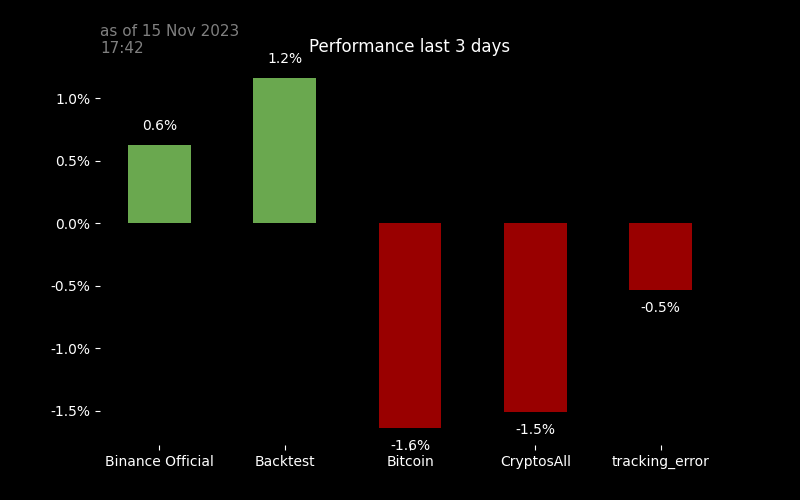 as of 15 Nov 2023
17:42
Performance last 3 days
1.2%
0.6%
1.0%
0.5%
0.0%
-0.5%
-1.0%
-1.5%
-0.5%
-1.5%
-1.6%
Binance Official
Backtest
Bitcoin
CryptosAll
tracking_error